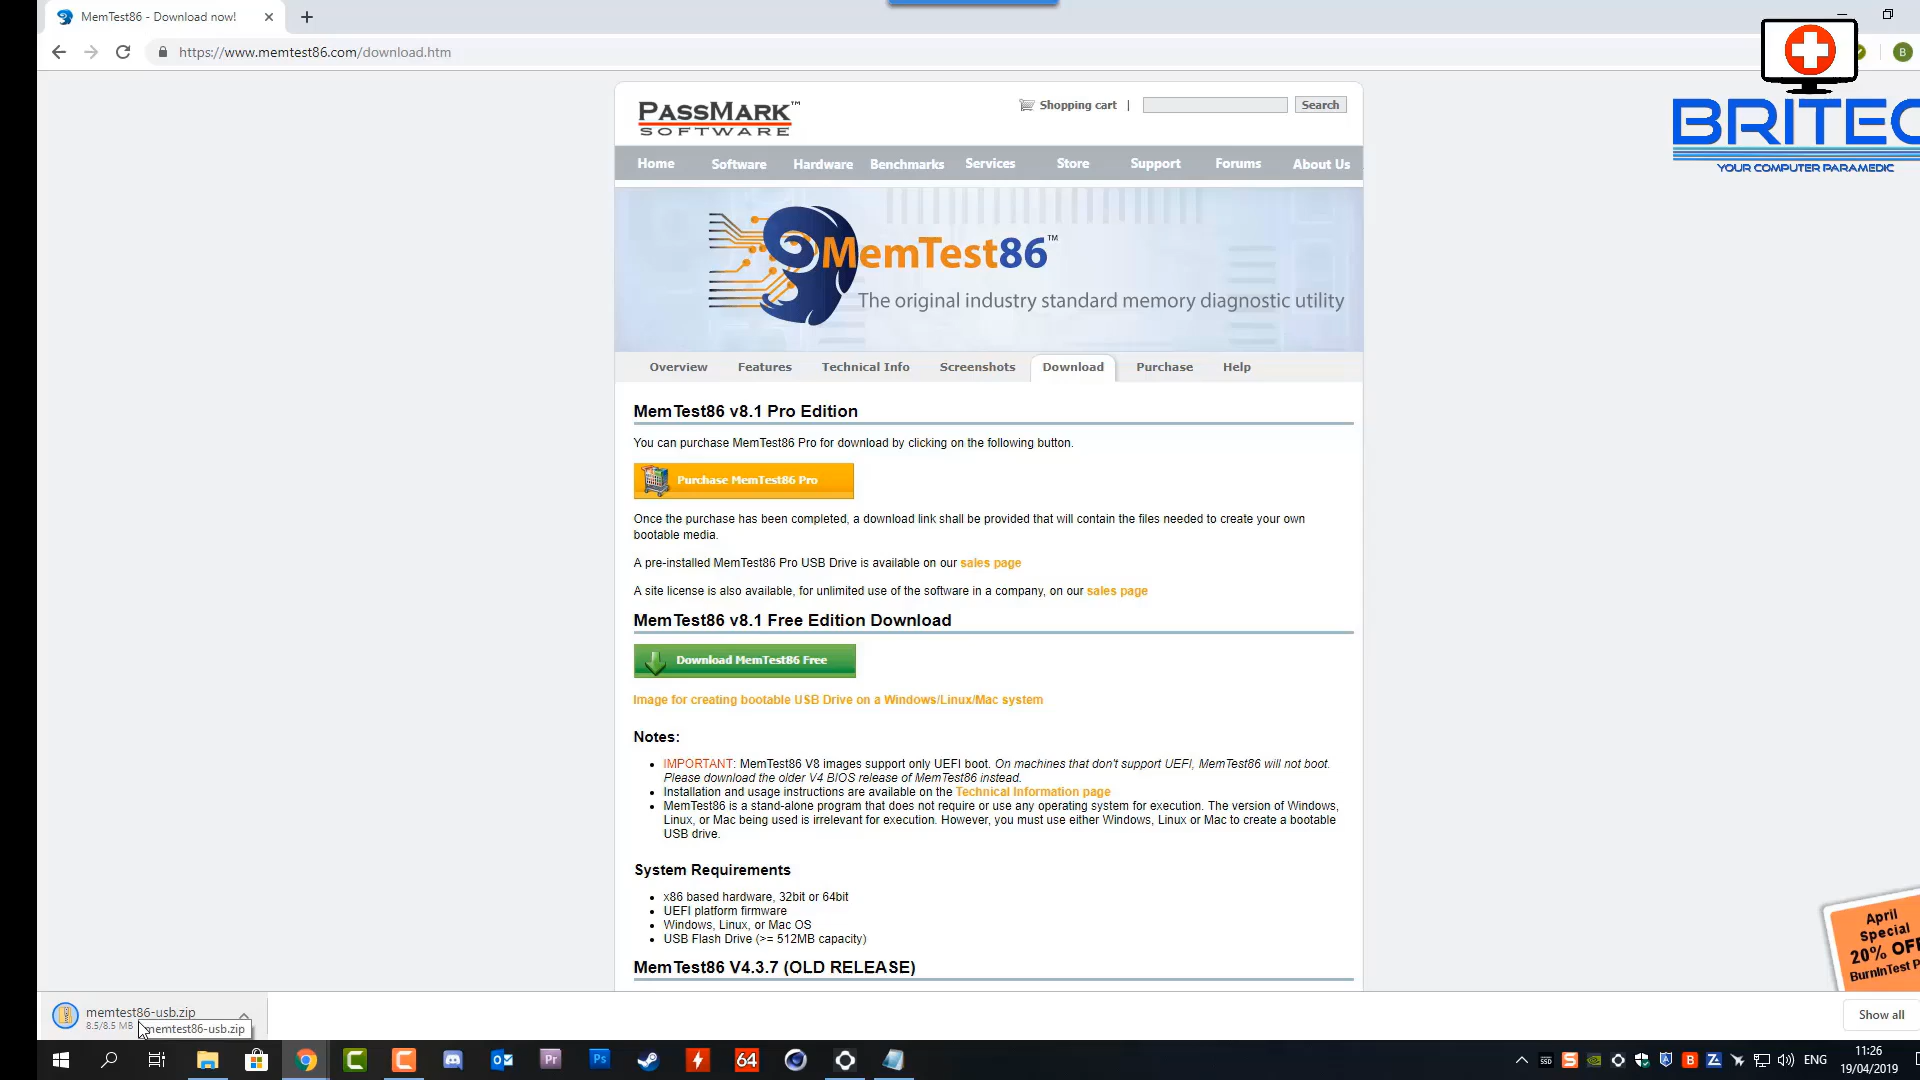 MemTest86 - Download now!
https://www.memtest86.com/download.htm
B
BRITEC
YOUR COMPUTER PARAMEDIC
PASSMARK™
SOFTWARE
Shopping cart |
Search
Home Software Hardware Benchmarks Services Store Support Forums About Us
MemTest86™
The original industry standard memory diagnostic utility
Overview Features Technical Info Screenshots Download Purchase Help
MemTest86 v8.1 Pro Edition
You can purchase MemTest86 Pro for download by clicking on the following button.
Purchase MemTest86 Pro
Once the purchase has been completed, a download link shall be provided that will contain the files needed to create your own
bootable media.
A pre-installed MemTest86 Pro USB Drive is available on our sales page
A site license is also available, for unlimited use of the software in a company, on our sales page
MemTest86 v8.1 Free Edition Download
Download MemTest86 Free
Image for creating bootable USB Drive on a Windows/Linux/Mac system
Notes:
IMPORTANT: MemTest86 V8 images support only UEFI boot. On machines that don't support UEFI, MemTest86 will not boot.
Please download the older V4 BIOS release of MemTest86 instead.
Installation and usage instructions are available on the Technical Information page
MemTest86 is a stand-alone program that does not require or use any operating system for execution. The version of Windows,
Linux, or Mac being used is irrelevant for execution. However, you must use either Windows, Linux or Mac to create a bootable
USB drive.
System Requirements
x86 based hardware, 32bit or 64bit
UEFI platform firmware
Windows, Linux, or Mac OS
USB Flash Drive (>= 512MB capacity)
MemTest86 V4.3.7 (OLD RELEASE)
April
Special
20% OFF
BurnInTest P
memtest86-usb.zip
8.5/8.5 MB
memtest86-usb.zip
Show all
Pr
Ps
64
SSD
S
B
Z
ENG
11:26
19/04/2019